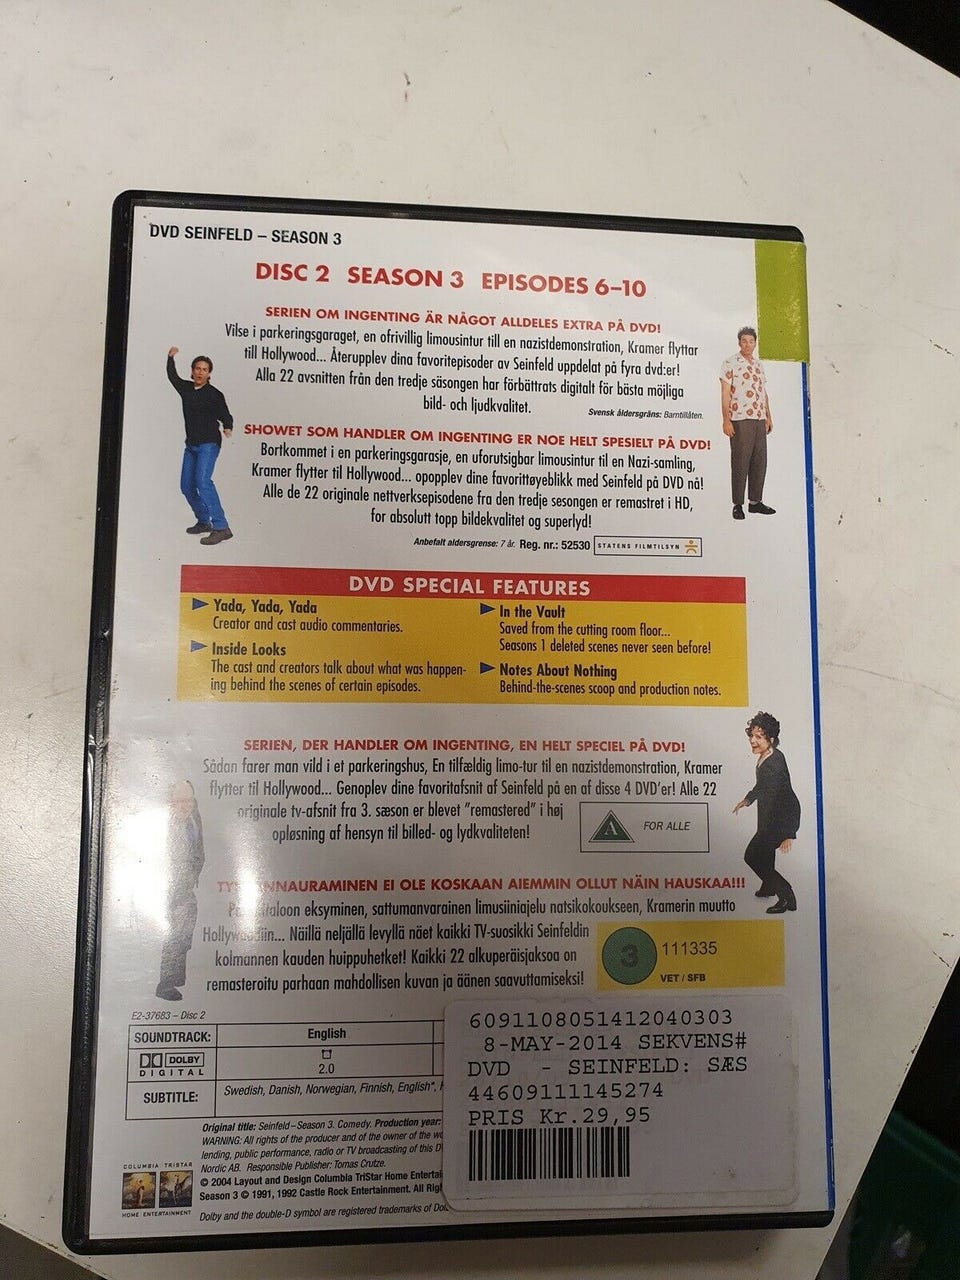 DVD SEINFELD – SEASON 3
DISC 2 SEASON 3 EPISODES 6–10
SERIEN OM INGENTING ÄR NÅGOT ALLDELES EXTRA PÅ DVD!
Vilse i parkeringsgaraget, en ofrivillig limousintur till en nazistdemonstration, Kramer flyttar
till Hollywood... Återupplev dina favoritepisoder av Seinfeld uppdelat på fyra dvd:er!
Alla 22 avsnitten från den tredje säsongen har förbättrats digitalt för bästa möjliga
bild- och ljudkvalitet.
Svensk åldersgräns: Barntillåten.
SHOWET SOM HANDLER OM INGENTING ER NOE HELT SPESIELT PÅ DVD!
Bortkommet i en parkeringsgarasje, en uforutsigbar limousintur til en Nazi-samling,
Kramer flytter til Hollywood... opopplev dine favorittøyeblikk med Seinfeld på DVD nå!
Alle de 22 originale nettverksepisodene fra den tredje sesongen er remastret i HD,
for absolutt topp bildekvalitet og superlyd!
Anbefalt aldersgrense: 7 år. Reg. nr.: 52530 STATENS FILMTILSYN
DVD SPECIAL FEATURES
Yada, Yada, Yada
Creator and cast audio commentaries.
Inside Looks
The cast and creators talk about what was happen-
ing behind the scenes of certain episodes.
In the Vault
Saved from the cutting room floor...
Seasons 1 deleted scenes never seen before!
Notes About Nothing
Behind-the-scenes scoop and production notes.
SERIEN, DER HANDLER OM INGENTING, EN HELT SPECIEL PÅ DVD!
Sådan farer man vild i et parkeringshus, En tilfældig limo-tur til en nazistdemonstration, Kramer
flytter til Hollywood... Genoplev dine favoritafsnit af Seinfeld på en af disse 4 DVD'er! Alle 22
originale tv-afsnit fra 3. sæson er blevet "remastered" i høj
opløsning af hensyn til billed- og lydkvaliteten!
A FOR ALLE
EI OLE KOSKAAN AIEMMIN OLLUT NÄIN HAUSKAA!!!
eksyminen, sattumanvarainen limusiiniajelu natsikokoukseen, Kramerin muutto
Näillä neljällä levyllä näet kaikki TV-suosikki Seinfeldin
kolmannen kauden huippuhetket! Kaikki 22 alkuperäisjaksoa on
remasteroitu parhaan mahdollisen kuvan ja äänen saavuttamiseksi!
3 111335
VET / SFB
E2-37683 – Disc 2
SOUNDTRACK: English
DOLBY
DIGITAL
2.0
SUBTITLE: Swedish, Danish, Norwegian, Finnish, English*,
Original title: Seinfeld – Season 3. Comedy. Production year:
WARNING: All rights of the producer and of the owner of the
lending, public performance, radio or TV broadcasting of this
Nordic AB. Responsible Publisher: Tomas Crutze.
© 2004 Layout and Design Columbia TriStar Home
Season 3 © 1991, 1992 Castle Rock Entertainment. All
Dolby and the double-D symbol are registered trademarks of
COLUMBIA TRISTAR
HOME ENTERTAINMENT
6091108051412040303
8-MAY-2014 SEKVENS#
DVD - SEINFELD: SÆS
44609111145274
PRIS Kr.29,95